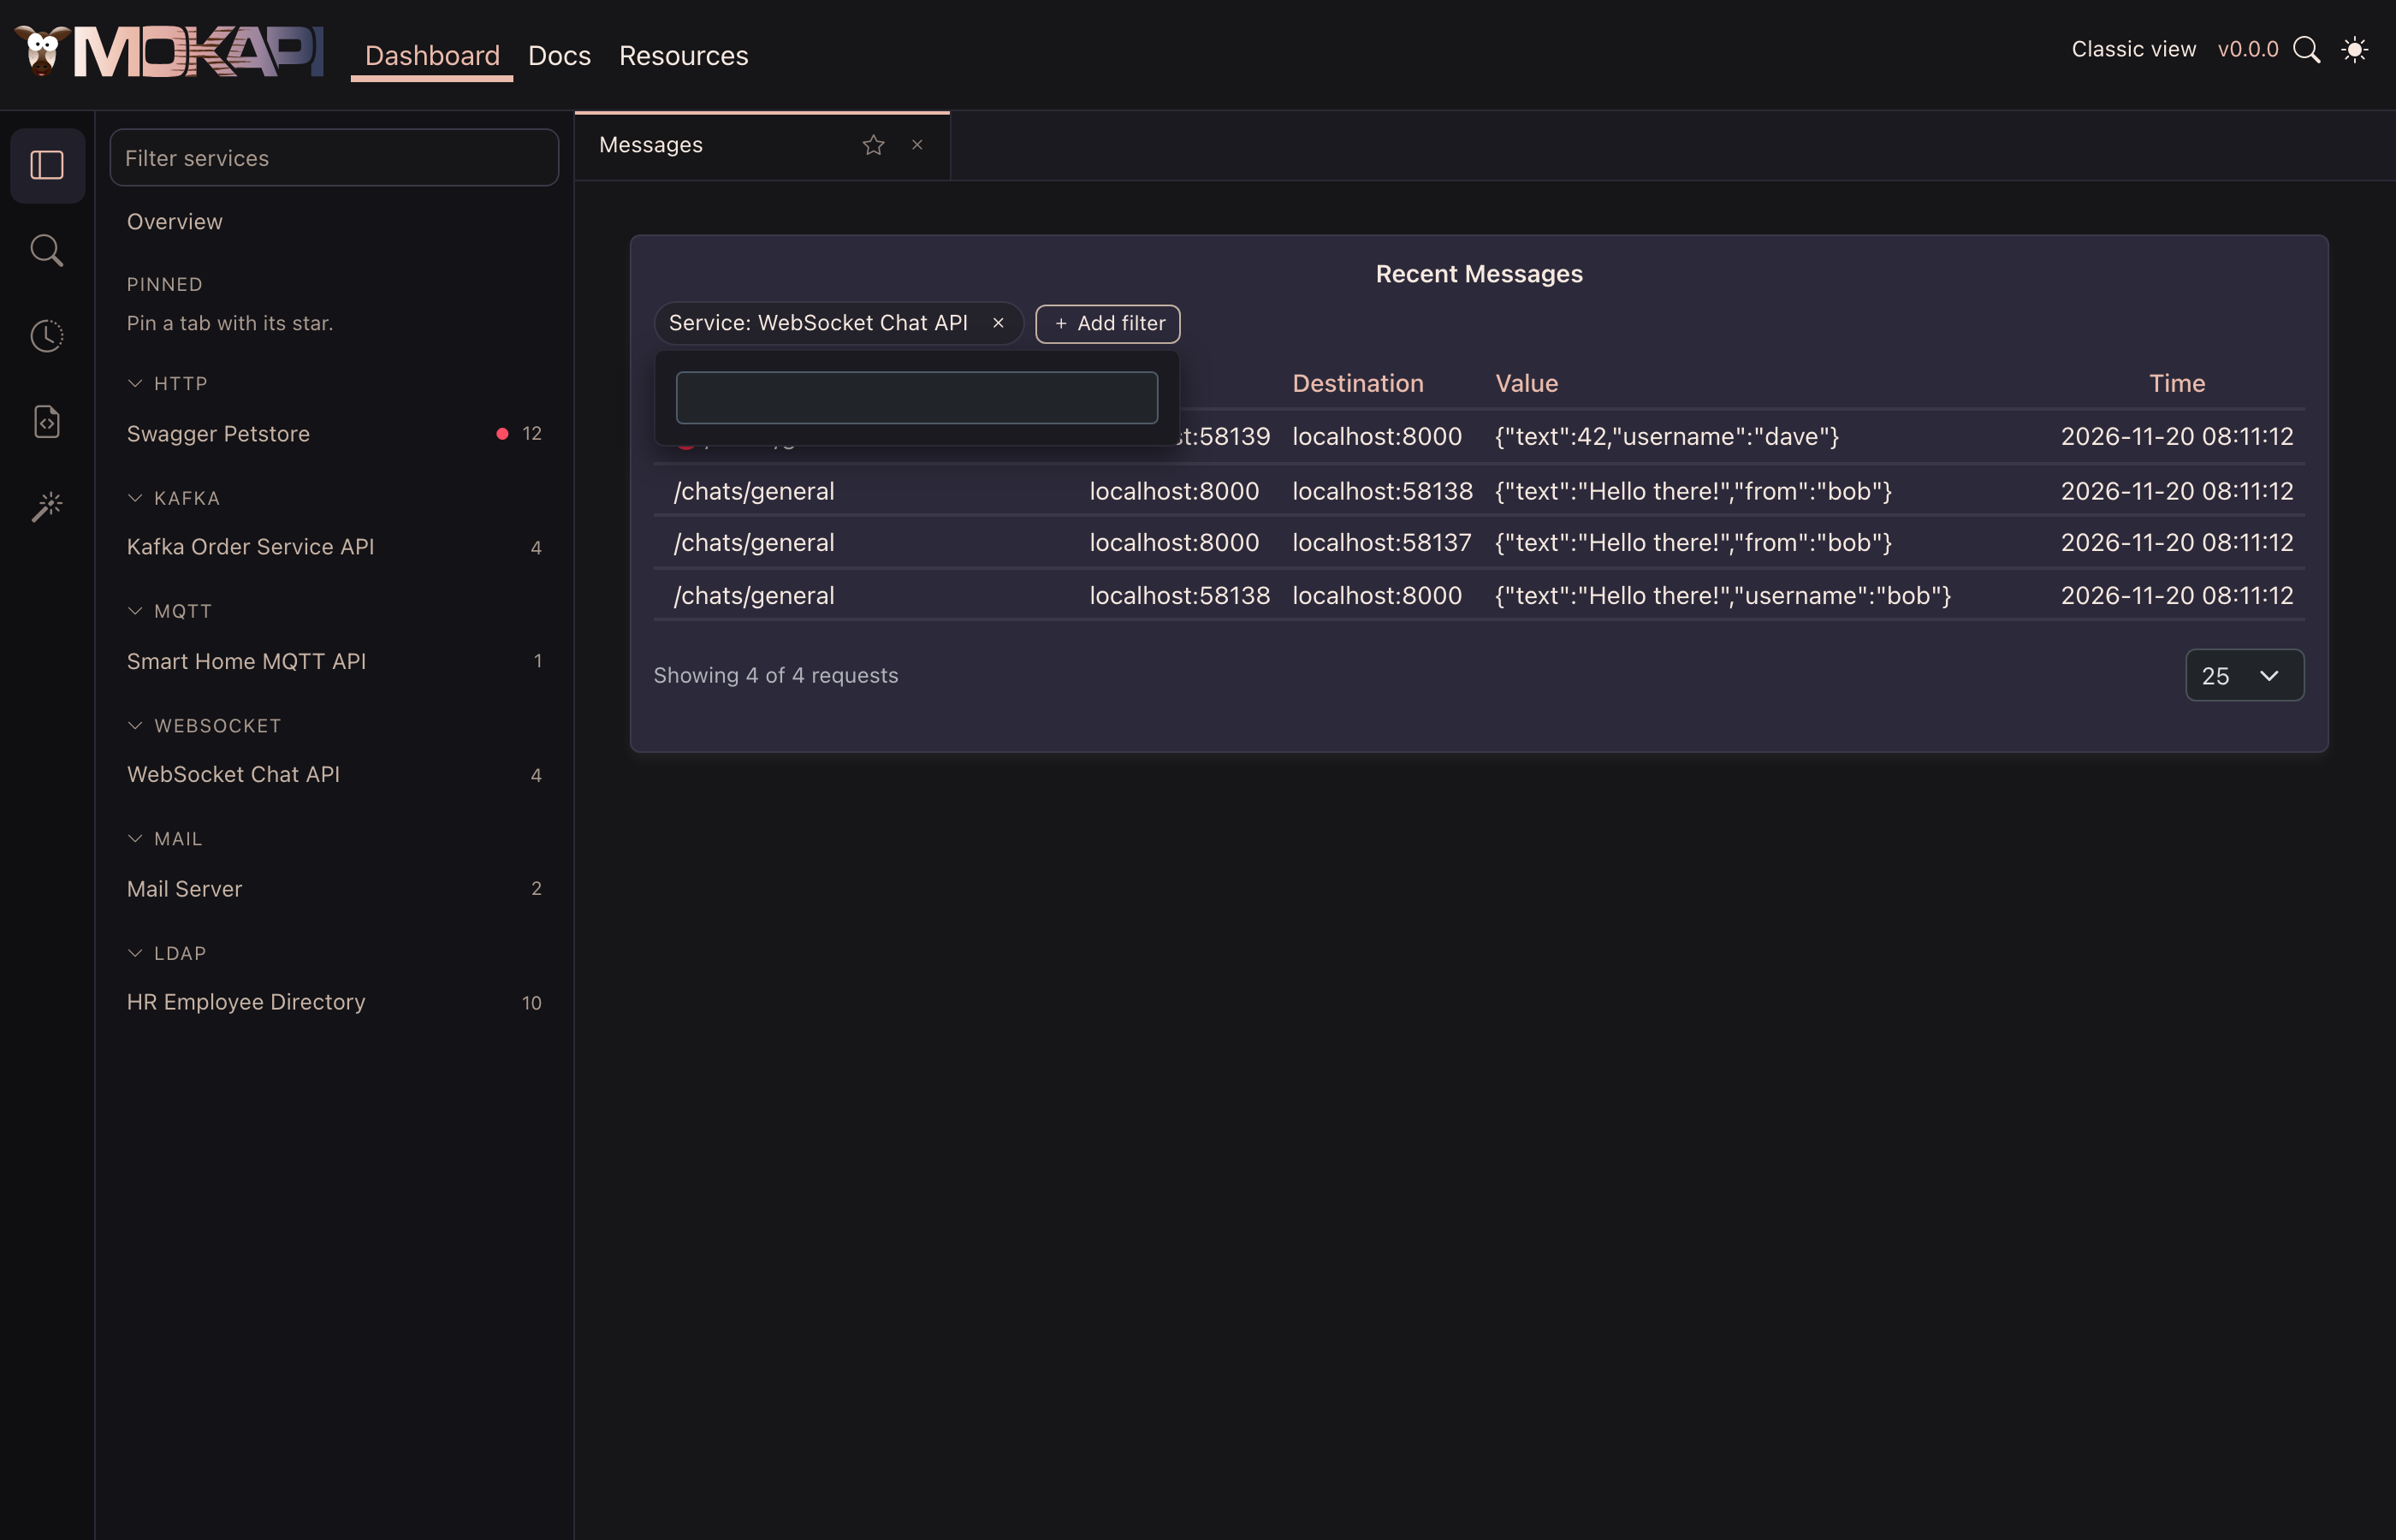 MOKAPI
Dashboard Docs Resources
Classic view v0.0.0
Filter services
Overview
PINNED
Pin a tab with its star.
HTTP
Swagger Petstore 12
KAFKA
Kafka Order Service API 4
MQTT
Smart Home MQTT API 1
WEBSOCKET
WebSocket Chat API 4
MAIL
Mail Server 2
LDAP
HR Employee Directory 10
Messages
Recent Messages
Service: WebSocket Chat API × + Add filter
Destination Value Time
t:58139 localhost:8000 {"text":42,"username":"dave"} 2026-11-20 08:11:12
/chats/general localhost:8000 localhost:58138 {"text":"Hello there!","from":"bob"} 2026-11-20 08:11:12
/chats/general localhost:8000 localhost:58137 {"text":"Hello there!","from":"bob"} 2026-11-20 08:11:12
/chats/general localhost:58138 localhost:8000 {"text":"Hello there!","username":"bob"} 2026-11-20 08:11:12
Showing 4 of 4 requests
25